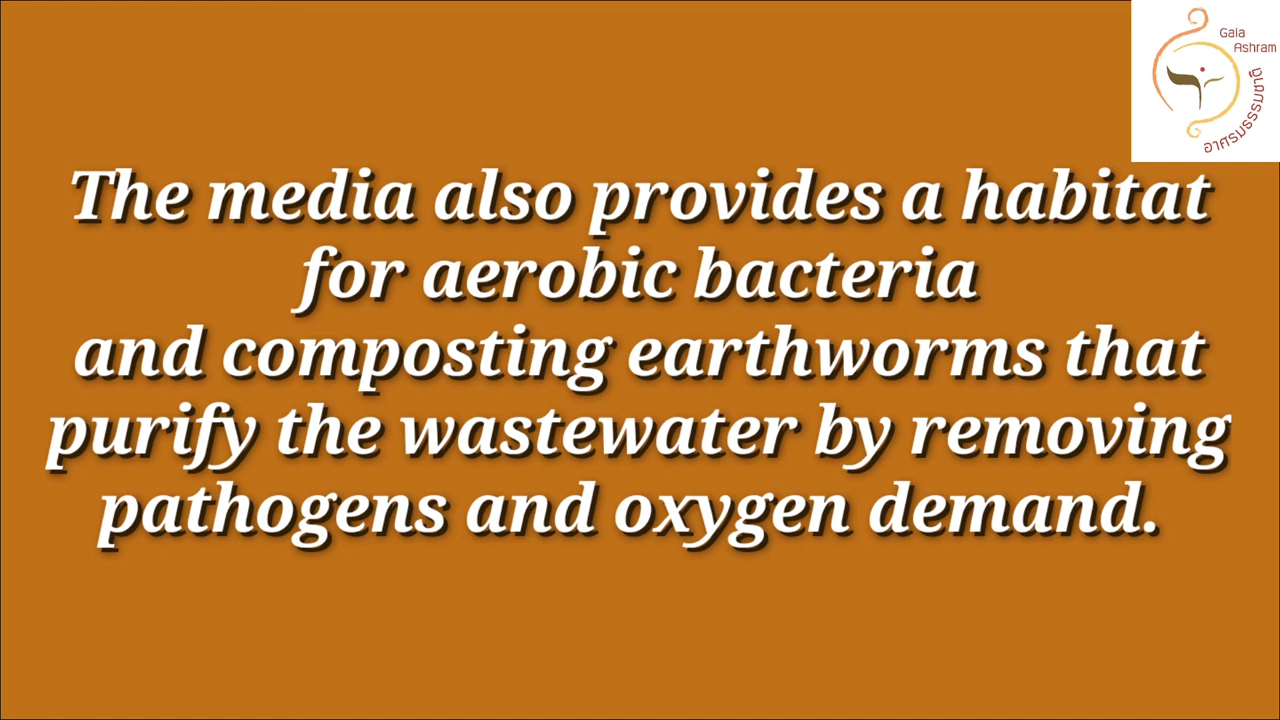 Gaia
Ashram
อาศรมธรรมชาติ
The media also provides a habitat
for aerobic bacteria
and composting earthworms that
purify the wastewater by removing
pathogens and oxygen demand.